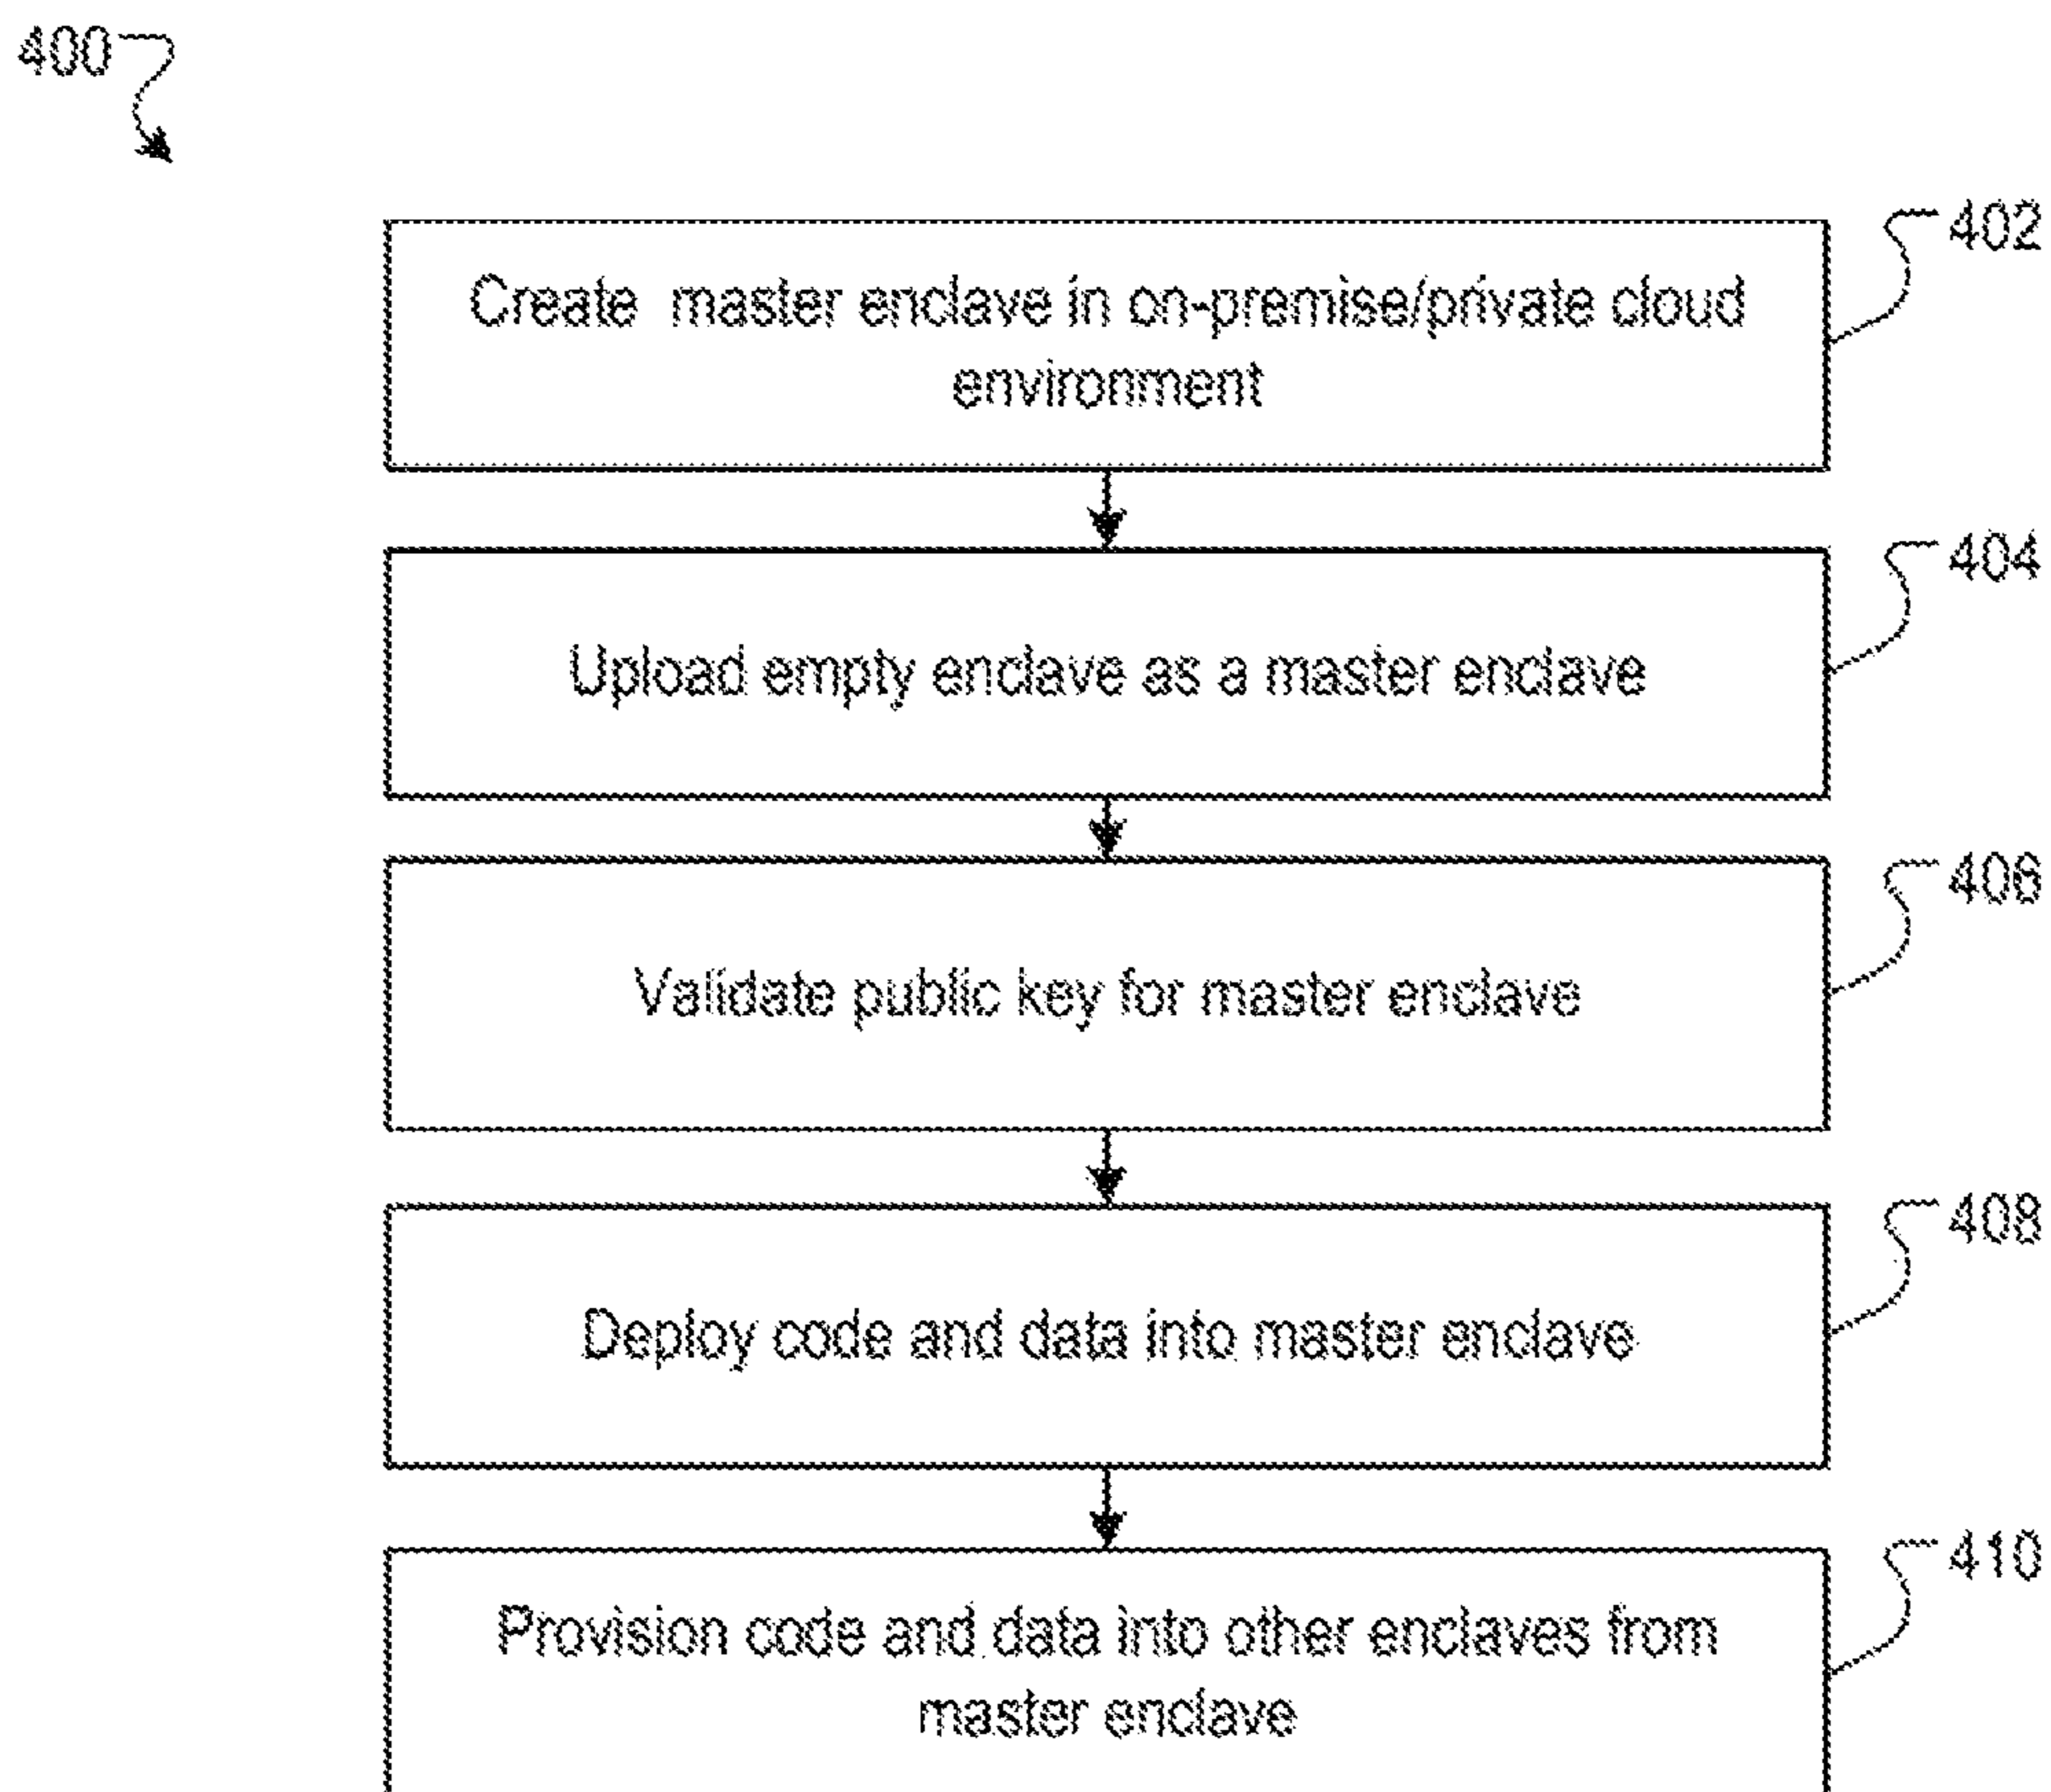 400
402
Create master enclave in on-premise/private cloud
environment
404
Upload empty enclave as a master enclave
406
Validate public key for master enclave
408
Deploy code and data into master enclave
410
Provision code and data into other enclaves from
master enclave